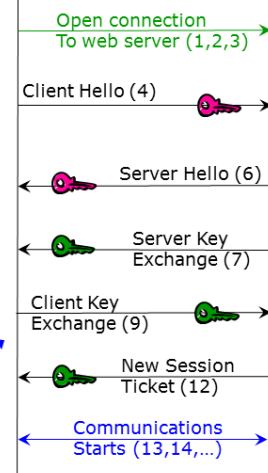 Open connection
To web server (1,2,3)
Client Hello (4)
Server Hello (6)
Server Key
Exchange (7)
Client Key
Exchange (9)
New Session
Ticket (12)
Communications
Starts (13,14,...)